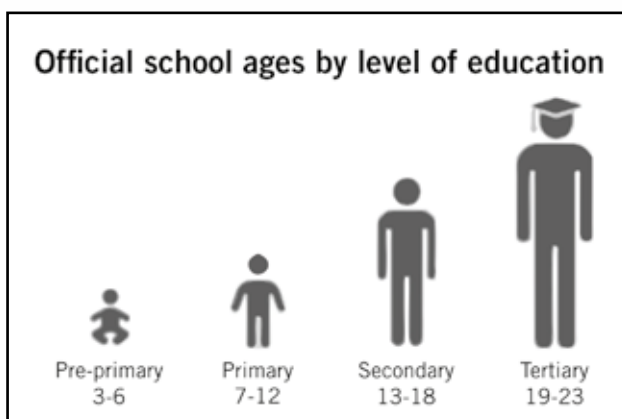 Official school ages by level of education
Pre-primary
3-6
Primary
7-12
Secondary
13-18
Tertiary
19-23